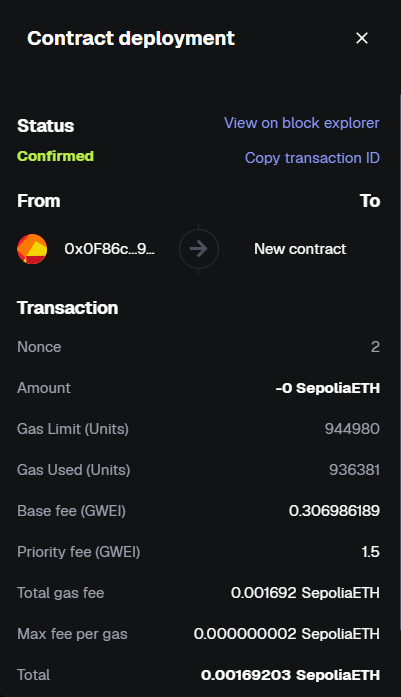 Contract deployment
Status
View on block explorer
Confirmed
Copy transaction ID
From
To
0x0F86c...9...
New contract
Transaction
Nonce 2
Amount -0 SepoliaETH
Gas Limit (Units) 944980
Gas Used (Units) 936381
Base fee (GWEI) 0.306986189
Priority fee (GWEI) 1.5
Total gas fee 0.001692 SepoliaETH
Max fee per gas 0.000000002 SepoliaETH
Total 0.00169203 SepoliaETH